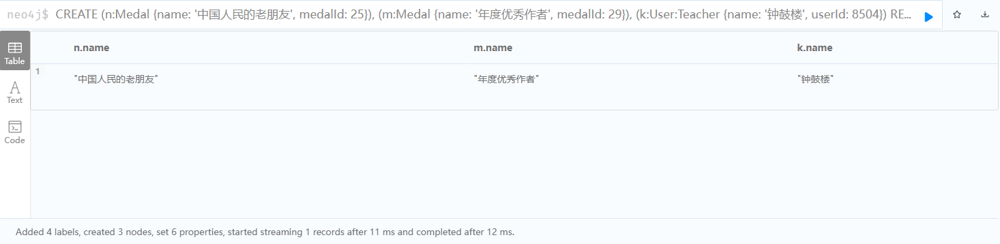 neo4j$ CREATE (n:Medal {name: '中国人民的老朋友', medalId: 25}), (m:Medal {name: '年度优秀作者', medalId: 29}), (k:User:Teacher {name: '钟鼓楼', userId: 8504}) RE...
Table
n.name m.name k.name
1 "中国人民的老朋友" "年度优秀作者" "钟鼓楼"
A
Text
Code
Added 4 labels, created 3 nodes, set 6 properties, started streaming 1 records after 11 ms and completed after 12 ms.